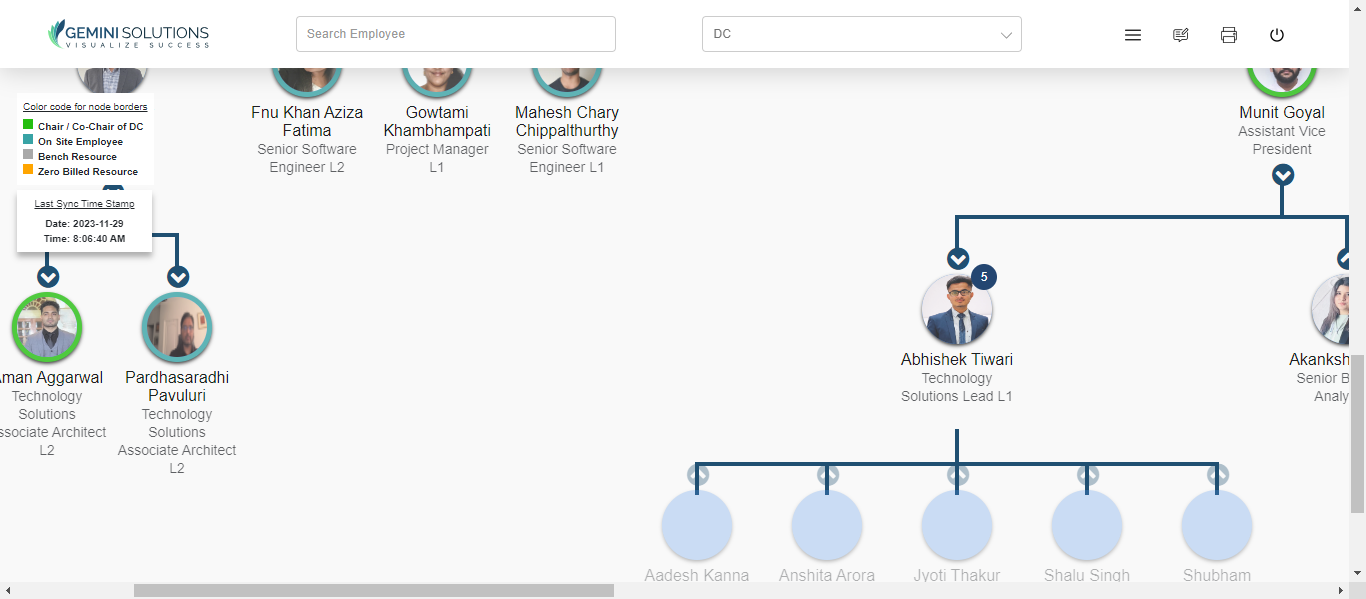 GEMINI SOLUTIONS
VISUALIZE SUCCESS
Search Employee
DC
Color code for node borders
Chair / Co-Chair of DC
On Site Employee
Bench Resource
Zero Billed Resource
Last Sync Time Stamp
Date: 2023-11-29
Time: 8:06:40 AM
Fnu Khan Aziza
Fatima
Senior Software
Engineer L2
Gowtami
Khambhampati
Project Manager
L1
Mahesh Chary
Chippalthurthy
Senior Software
Engineer L1
Munit Goyal
Assistant Vice
President
man Aggarwal
Technology
Solutions
ssociate Architect
L2
Pardhasaradhi
Pavuluri
Technology
Solutions
Associate Architect
L2
5
Abhishek Tiwari
Technology
Solutions Lead L1
Akanksh
Senior B
Analy
Aadesh Kanna
Anshita Arora
Jyoti Thakur
Shalu Singh
Shubham